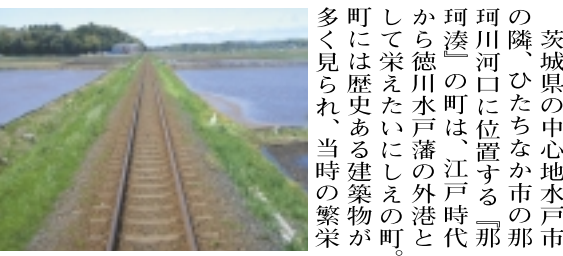 茨城県の中心地水戸市
の隣、ひたちなか市の那
珂川河口に位置する『那
珂湊』の町は、江戸時代
から徳川水戸藩の外港と
して栄えたいにしえの町。
町には歴史ある建築物が
多く見られ、当時の繁栄